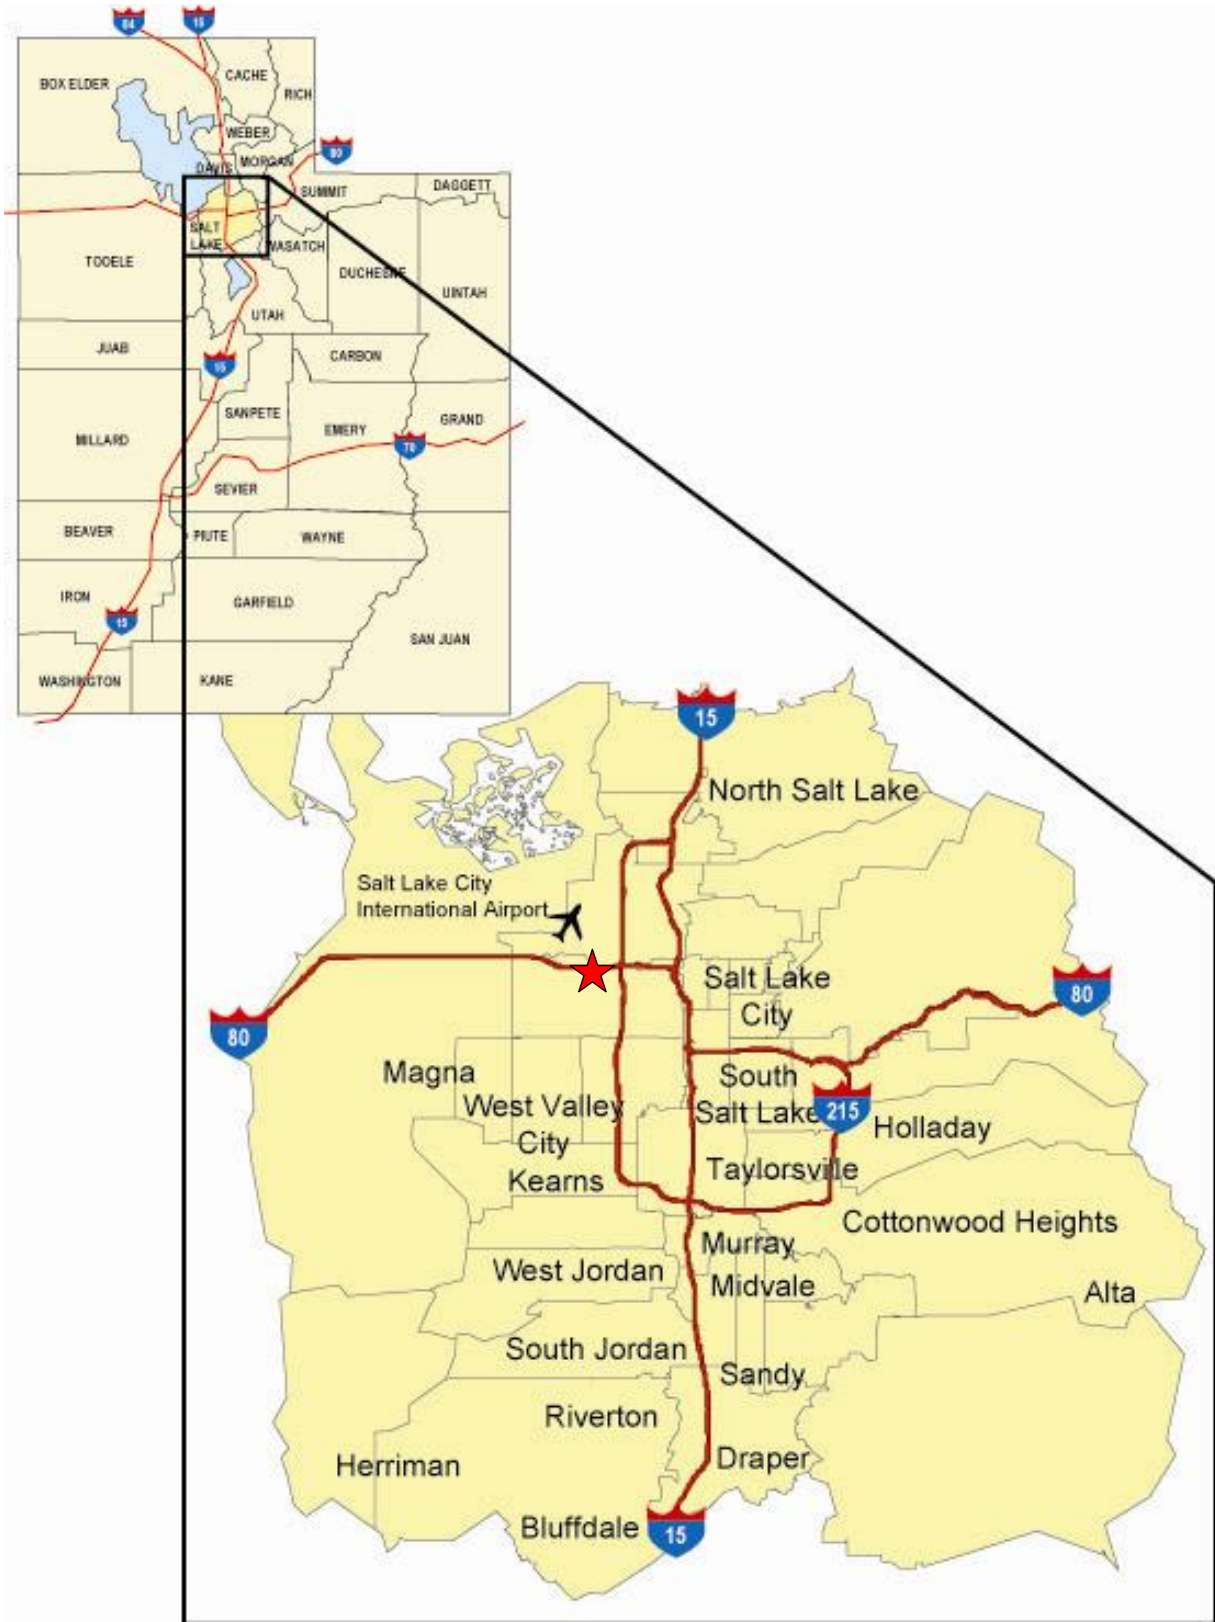 84
15
BOX ELDER
CACHE
RICH
WEBER
80
DAVIS
MORGAN
SUMMIT
DAGGETT
SALT
LAKE
WASATCH
TOOELE
DUCHESNE
UINTAH
UTAH
JUAB
CARBON
15
SANPETE
GRAND
EMERY
MILLARD
70
SEVIER
BEAVER
PIUTE
WAYNE
IRON
GARFIELD
15
SAN JUAN
WASHINGTON
KANE
15
North Salt Lake
Salt Lake City
International Airport
Salt Lake
City
80
80
Magna
South
Salt Lake
215
West Valley
City
Holladay
Taylorsville
Kearns
Cottonwood Heights
Murray
West Jordan
Midvale
Alta
South Jordan
Sandy
Riverton
Herriman
Draper
Bluffdale
15